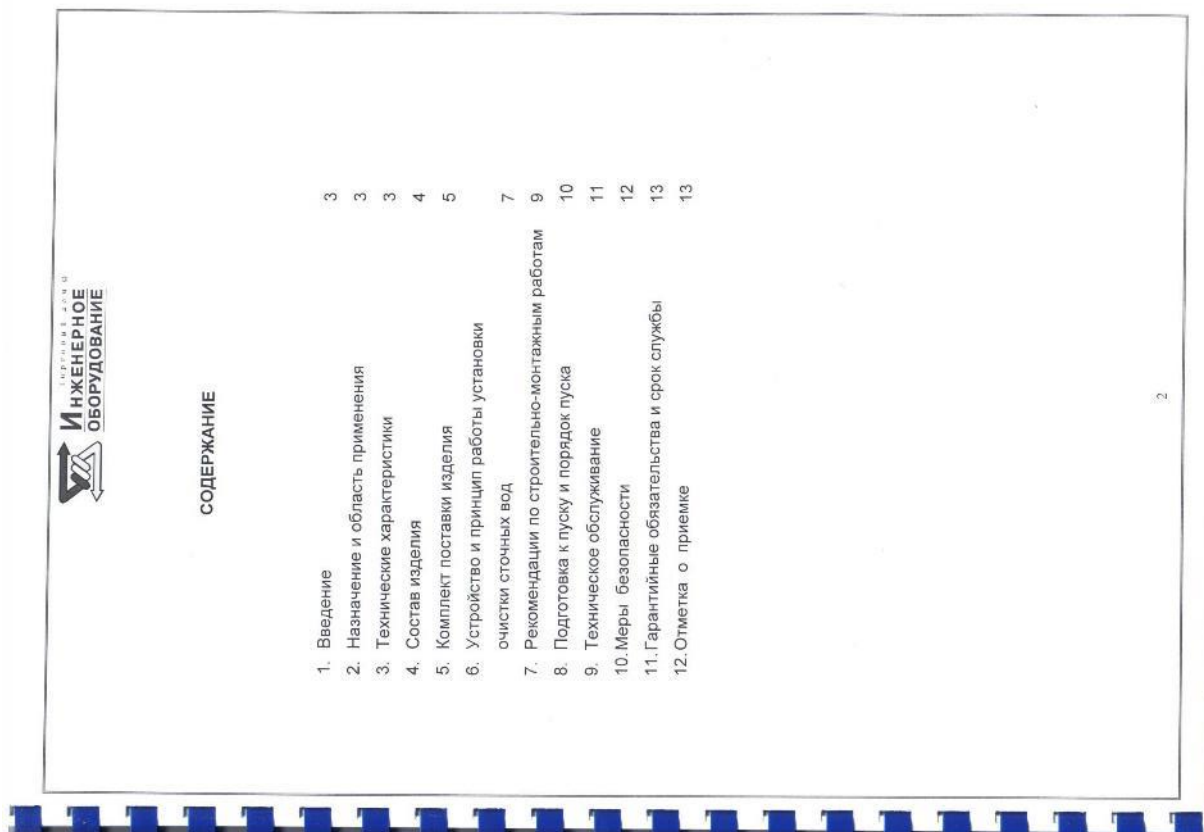 торговый дом
ИНЖЕНЕРНОЕ
ОБОРУДОВАНИЕ
СОДЕРЖАНИЕ
1. Введение 3
2. Назначение и область применения 3
3. Технические характеристики 3
4. Состав изделия 4
5. Комплект поставки изделия 5
6. Устройство и принцип работы установки
очистки сточных вод 7
7. Рекомендации по строительно-монтажным работам 9
8. Подготовка к пуску и порядок пуска 10
9. Техническое обслуживание 11
10. Меры безопасности 12
11. Гарантийные обязательства и срок службы 13
12. Отметка о приемке 13
2